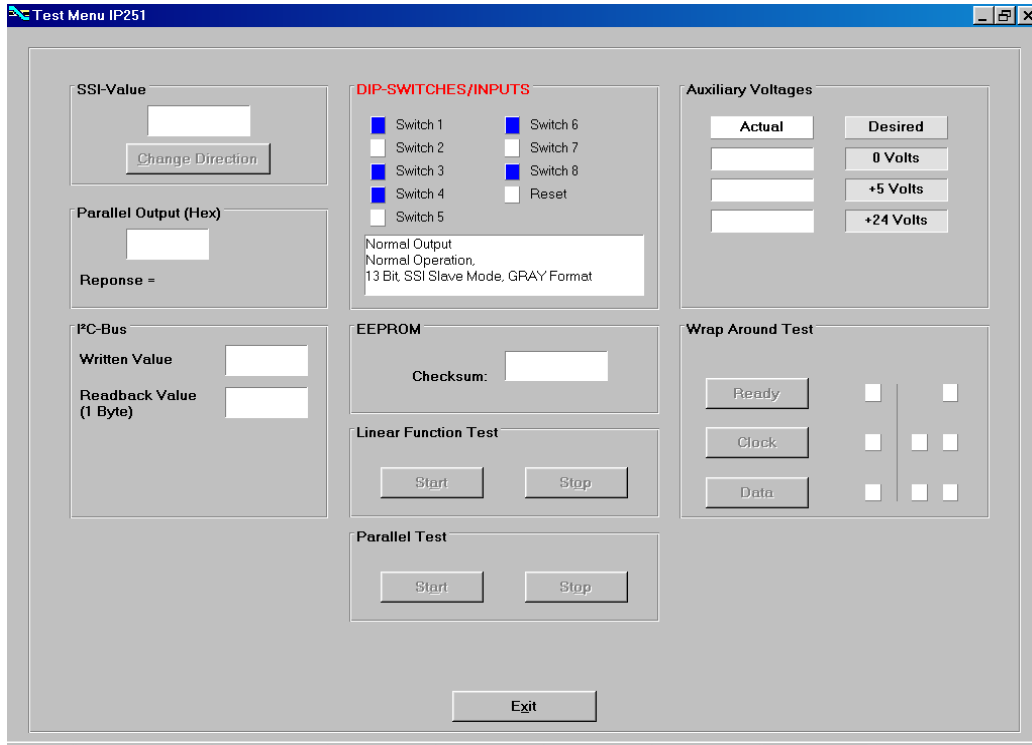 Test Menu IP251
SSI-Value
Change Direction
Parallel Output (Hex)
Reponse =
I²C-Bus
Written Value
Readback Value
(1 Byte)
DIP-SWITCHES/INPUTS
Switch 1
Switch 2
Switch 3
Switch 4
Switch 5
Switch 6
Switch 7
Switch 8
Reset
Normal Output
Normal Operation,
13 Bit, SSI Slave Mode, GRAY Format
EEPROM
Checksum:
Linear Function Test
Start Stop
Parallel Test
Start Stop
Auxiliary Voltages
Actual Desired
0 Volts
+5 Volts
+24 Volts
Wrap Around Test
Ready
Clock
Data
Exit